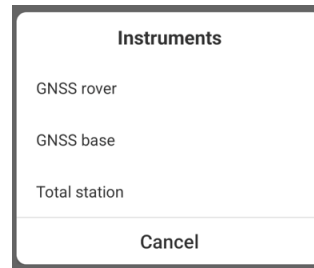 Instruments
GNSS rover
GNSS base
Total station
Cancel